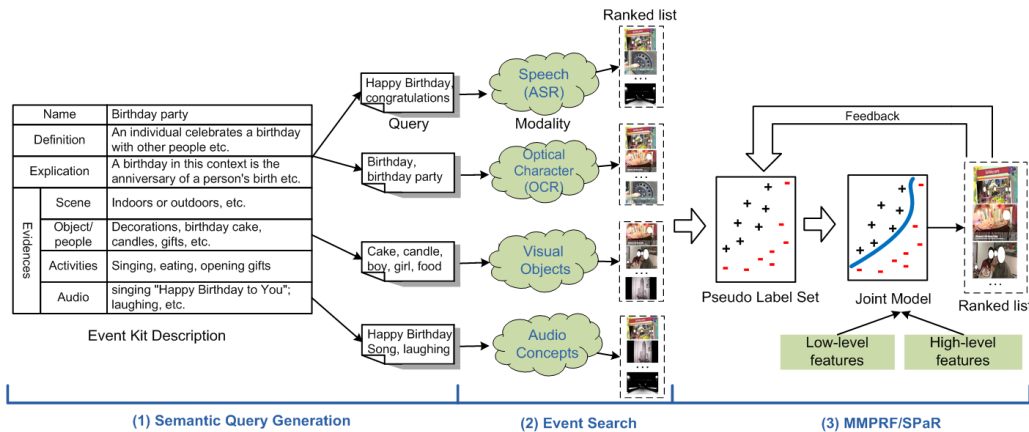 Name
Birthday party
Definition
An individual celebrates a birthday
with other people etc.
Explication
A birthday in this context is the
anniversary of a person's birth etc.
Evidences
Scene
Indoors or outdoors, etc.
Object/
people
Decorations, birthday cake,
candles, gifts, etc.
Activities
Singing, eating, opening gifts
Audio
singing "Happy Birthday to You";
laughing, etc.
Event Kit Description
Happy Birthday,
congratulations
Query
Birthday,
birthday party
Cake, candle,
boy, girl, food
Happy Birthday
Song, laughing
Speech
(ASR)
Modality
Optical
Character
(OCR)
Visual
Objects
Audio
Concepts
Ranked list
...
...
...
...
Feedback
Pseudo Label Set
Joint Model
...
Ranked list
Low-level
features
High-level
features
(1) Semantic Query Generation
(2) Event Search
(3) MMPRF/SPaR